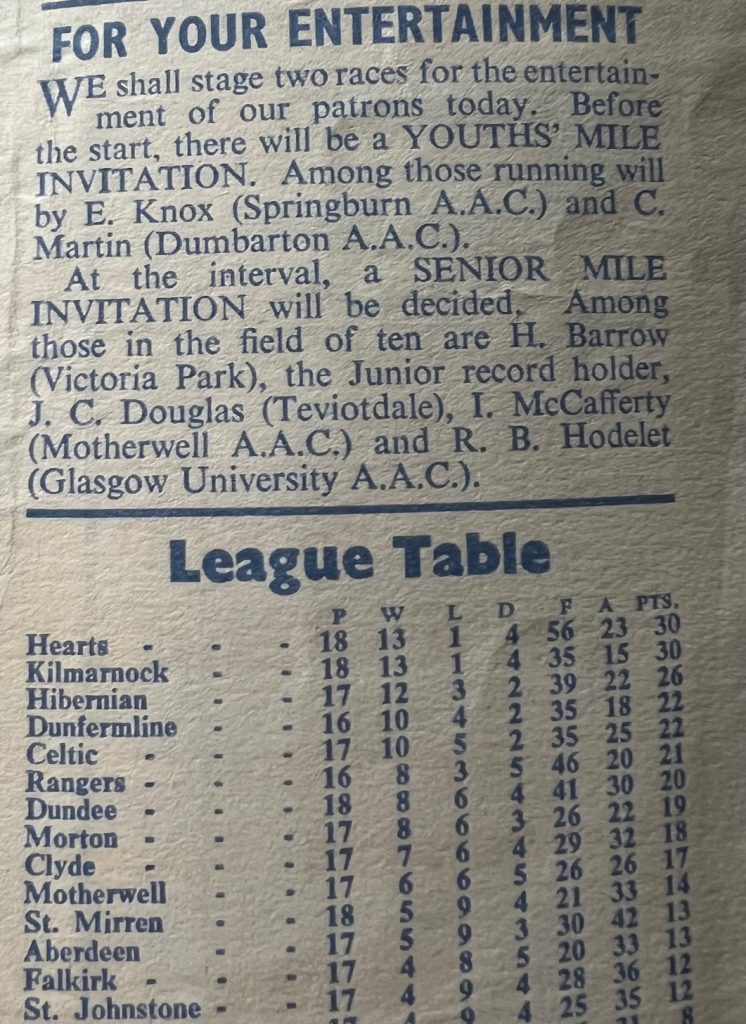 FOR YOUR ENTERTAINMENT
WE shall stage two races for the entertain-
ment of our patrons today. Before
the start, there will be a YOUTHS' MILE
INVITATION. Among those running will
by E. Knox (Springburn A.A.C.) and C.
Martin (Dumbarton A.A.C.).
At the interval, a SENIOR MILE
INVITATION will be decided. Among
those in the field of ten are H. Barrow
(Victoria Park), the Junior record holder,
J. C. Douglas (Teviotdale), I. McCafferty
(Motherwell A.A.C.) and R. B. Hodelet
(Glasgow University A.A.C.).
League Table
P W L D F A PTS.
Hearts - - - 18 13 1 4 56 23 30
Kilmarnock - - 18 13 1 4 35 15 30
Hibernian - - 17 12 3 2 39 22 26
Dunfermline - - 16 10 4 2 35 18 22
Celtic - - - 17 10 5 2 35 25 22
Rangers - - - 16 8 3 5 46 20 21
Dundee - - - 18 8 6 4 41 30 20
Morton - - - 17 8 6 3 26 22 19
Clyde - - - 17 7 6 4 29 32 18
Motherwell - - 17 6 6 5 26 26 17
St. Mirren - - 18 5 9 4 21 33 14
Aberdeen - - 17 5 9 3 30 42 13
Falkirk - - - 17 4 8 5 20 33 13
St. Johnstone - - 17 4 9 4 28 36 12
17 4 9 4 25 35 12
31 8